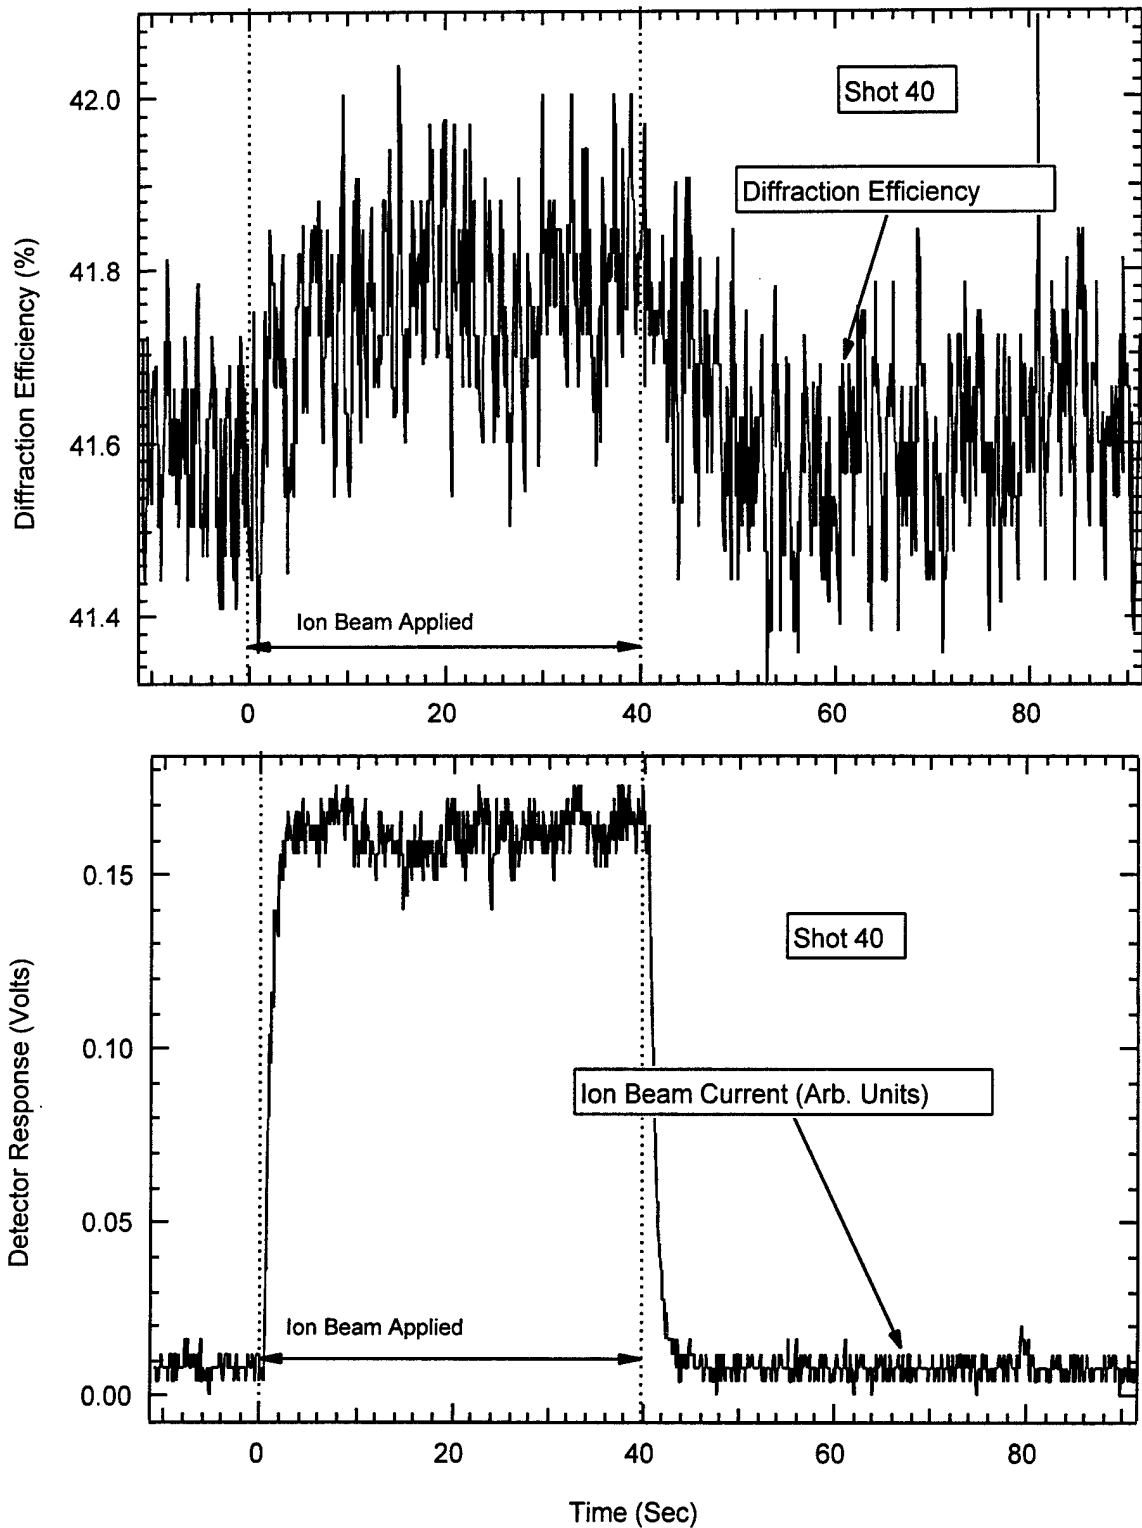 42.0
41.8
41.6
41.4
Diffraction Efficiency (%)
Shot 40
Diffraction Efficiency
Ion Beam Applied
0
20
40
60
80
0.15
0.10
0.05
0.00
Detector Response (Volts)
Shot 40
Ion Beam Current (Arb. Units)
Ion Beam Applied
0
20
40
60
80
Time (Sec)